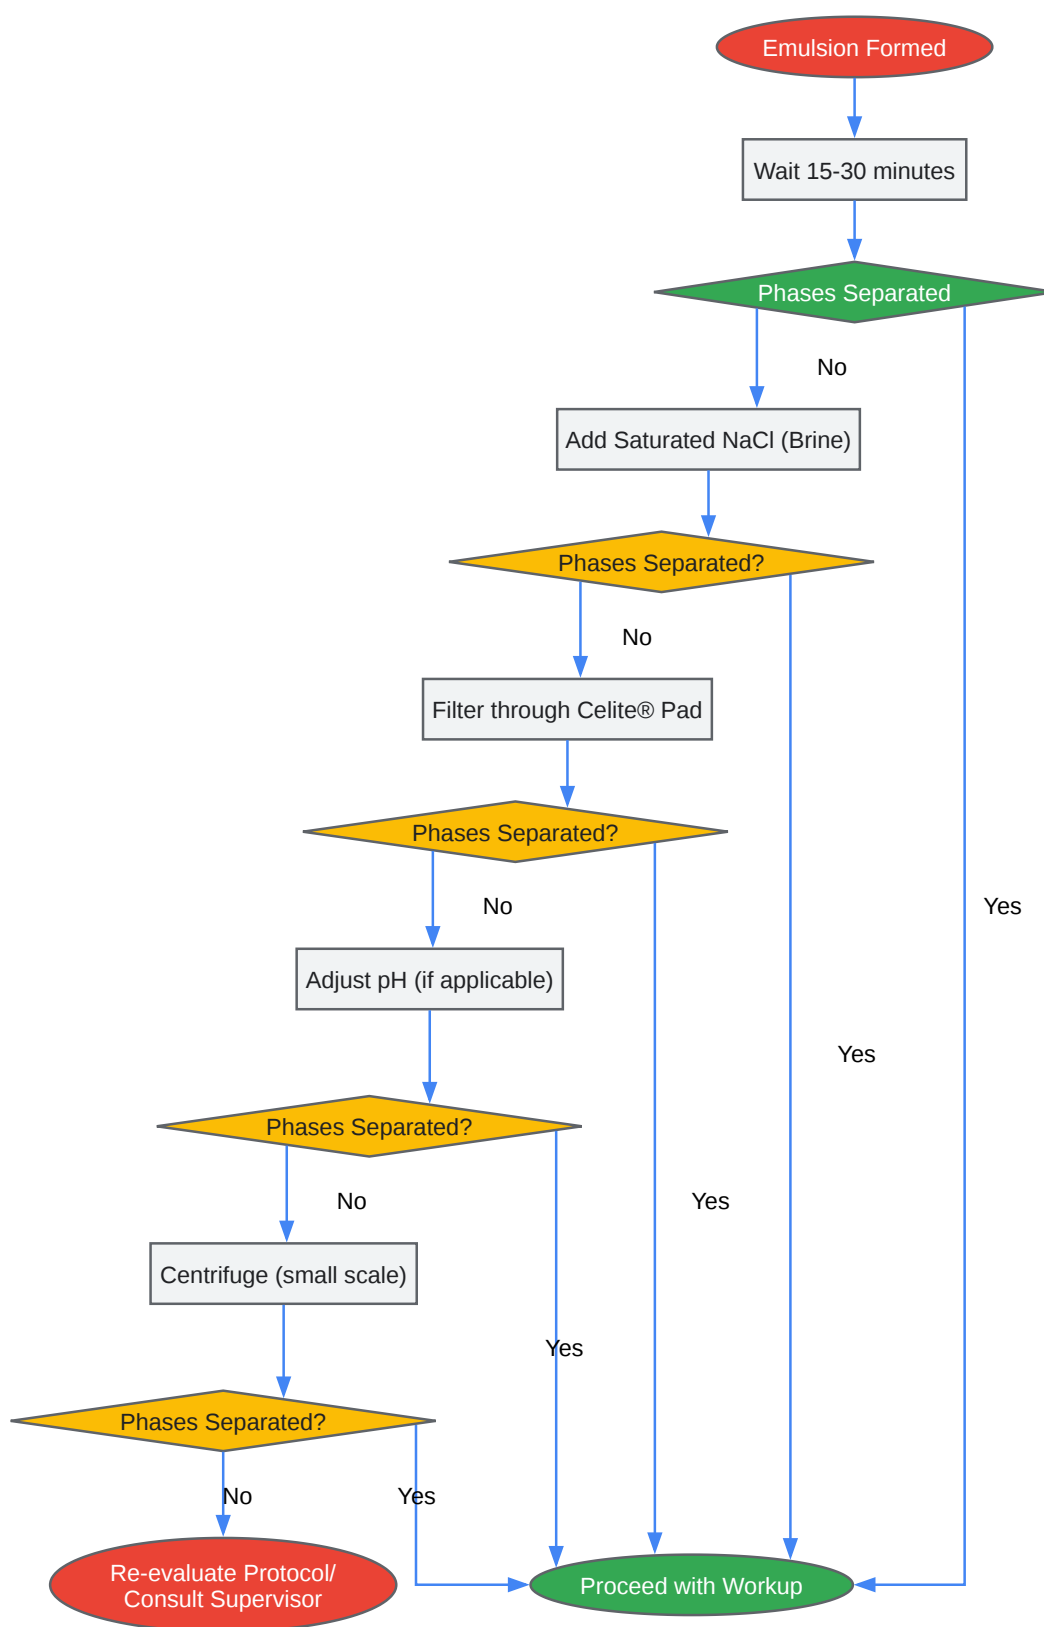 Emulsion Formed
Wait 15-30 minutes
Phases Separated
No
Add Saturated NaCl (Brine)
Phases Separated?
No
Filter through Celite® Pad
Phases Separated?
No
Yes
Adjust pH (if applicable)
Yes
Phases Separated?
No
Yes
Centrifuge (small scale)
Yes
Phases Separated?
No
Yes
Re-evaluate Protocol/
Consult Supervisor
Proceed with Workup